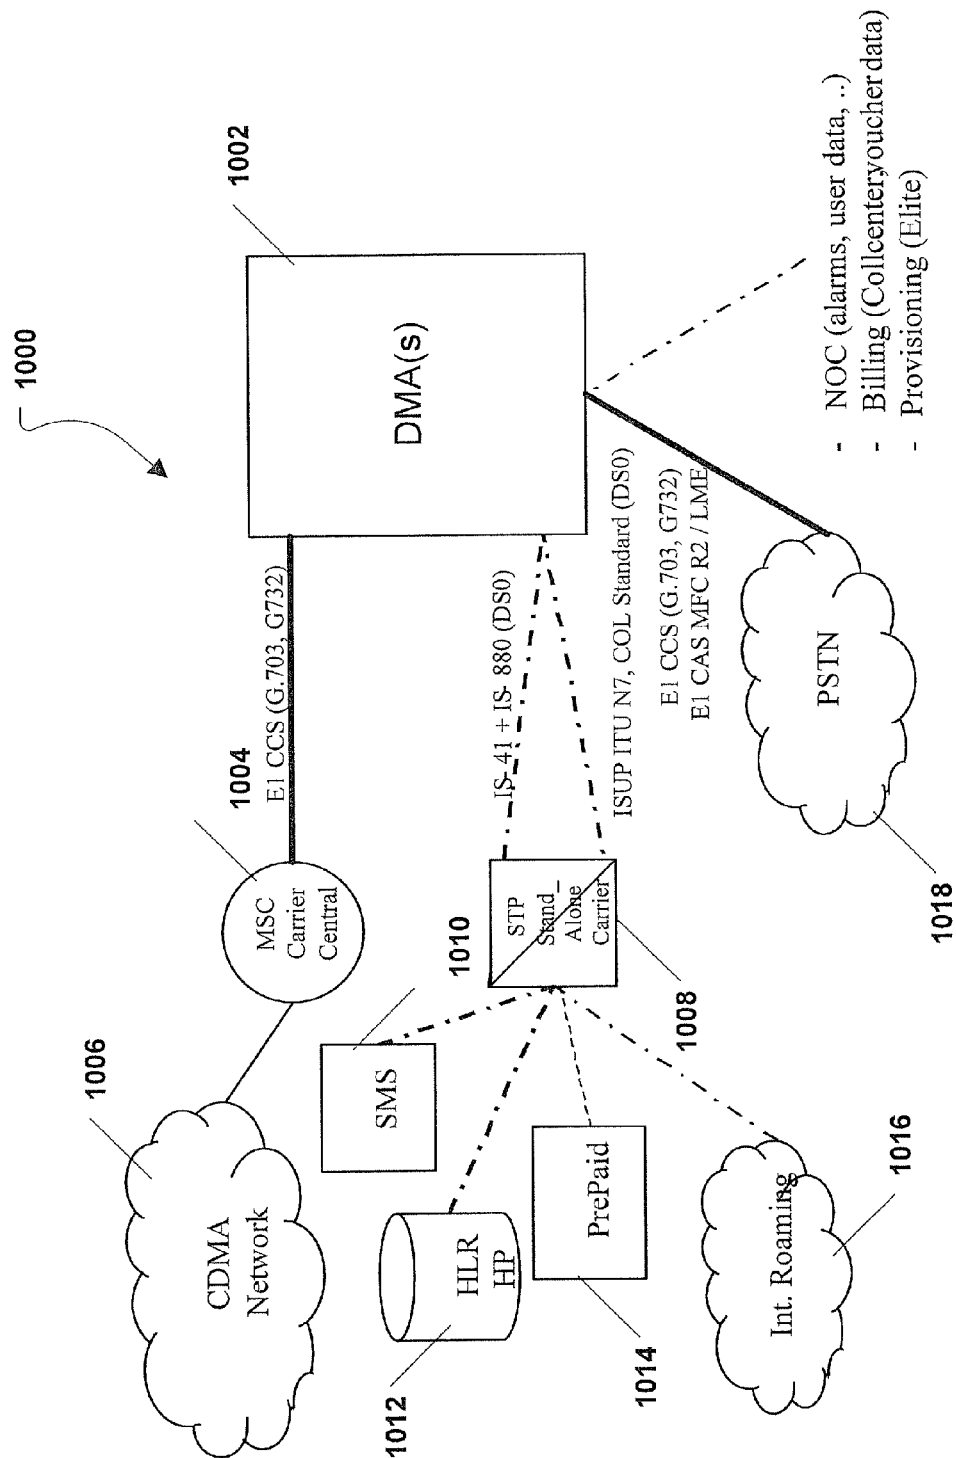 1000
1002
DMA(s)
1004
E1 CCS (G.703, G732)
MSC
Carrier
Central
1006
CDMA
Network
1010
SMS
IS-41 + IS- 880 (DS0)
ISUP ITU N7, COL Standard (DS0)
STP
Stand_
Alone
Carrier
1008
HLR
HP
1012
PrePaid
1014
Int. Roaming
1016
E1 CCS (G.703, G732)
E1 CAS MFC R2 / LME
PSTN
1018
- NOC (alarms, user data, ..)
- Billing (Collcenteryoucherdata)
- Provisioning (Elite)